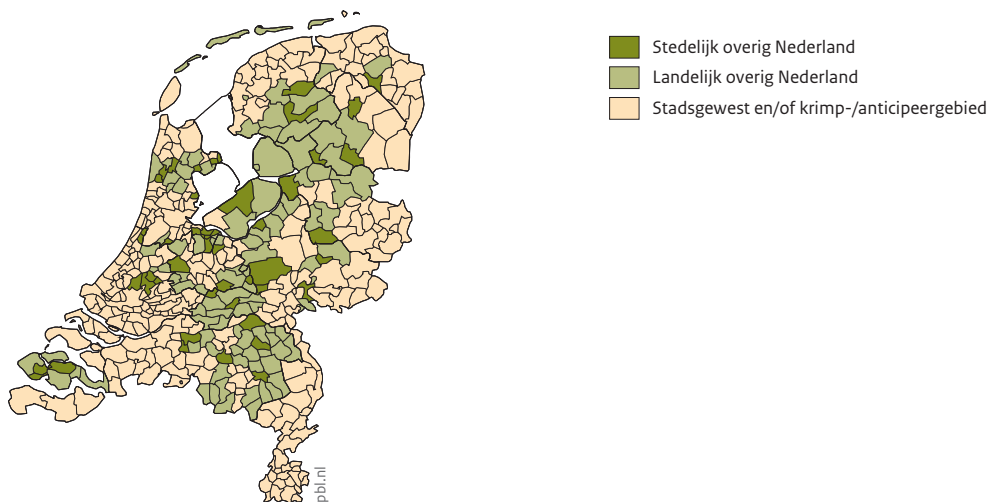 Stedelijk overig Nederland
Landelijk overig Nederland
Stadsgewest en/of krimp-/anticipeergebied
pbl.nl